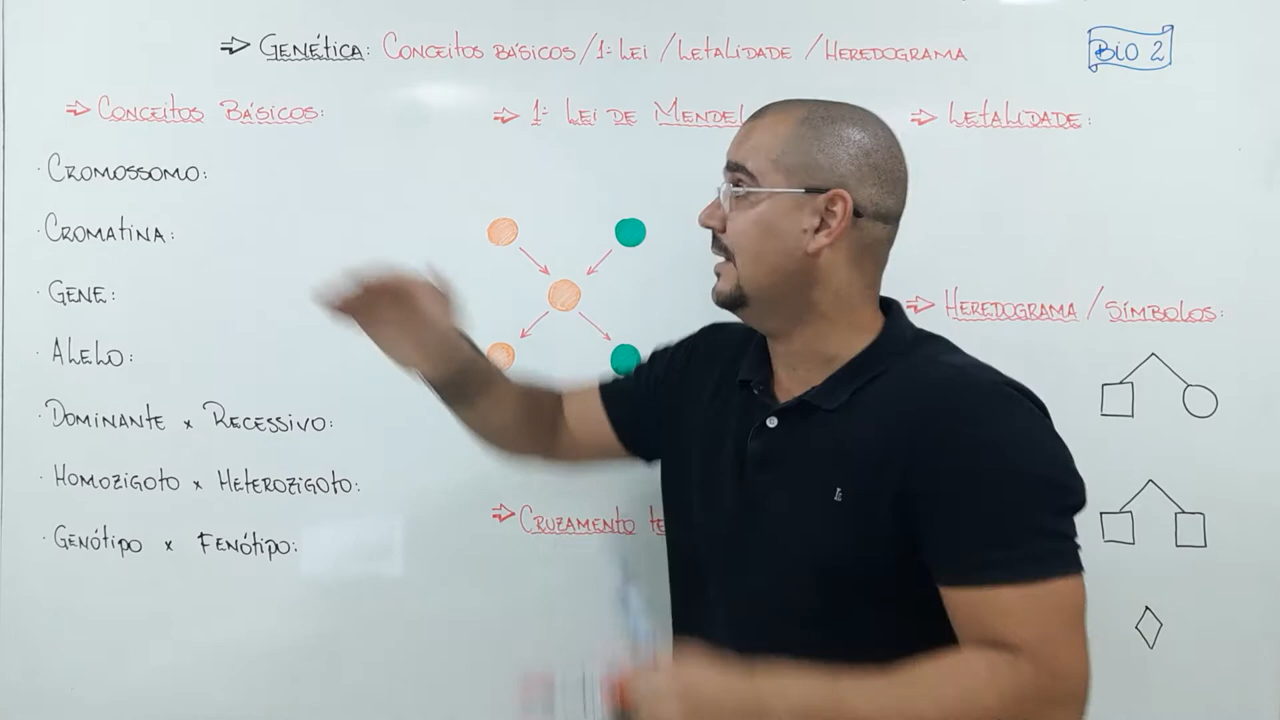 ⇒ GENÉTICA: CONCEITOS BÁSICOS/1ª LEI/LETALIDADE/HEREDOGRAMA
BIO 2
⇒ CONCEITOS BÁSICOS:
· CROMOSSOMO:
· CROMATINA:
· GENE:
· ALELO:
· DOMINANTE x RECESSIVO:
· HOMOZIGOTO x HETEROZIGOTO:
· GENÓTIPO x FENÓTIPO:
⇒ 1ª LEI DE MENDEL
⇒ CRUZAMENTO TE
⇒ LETALIDADE:
⇒ HEREDOGRAMA/SÍMBOLOS: